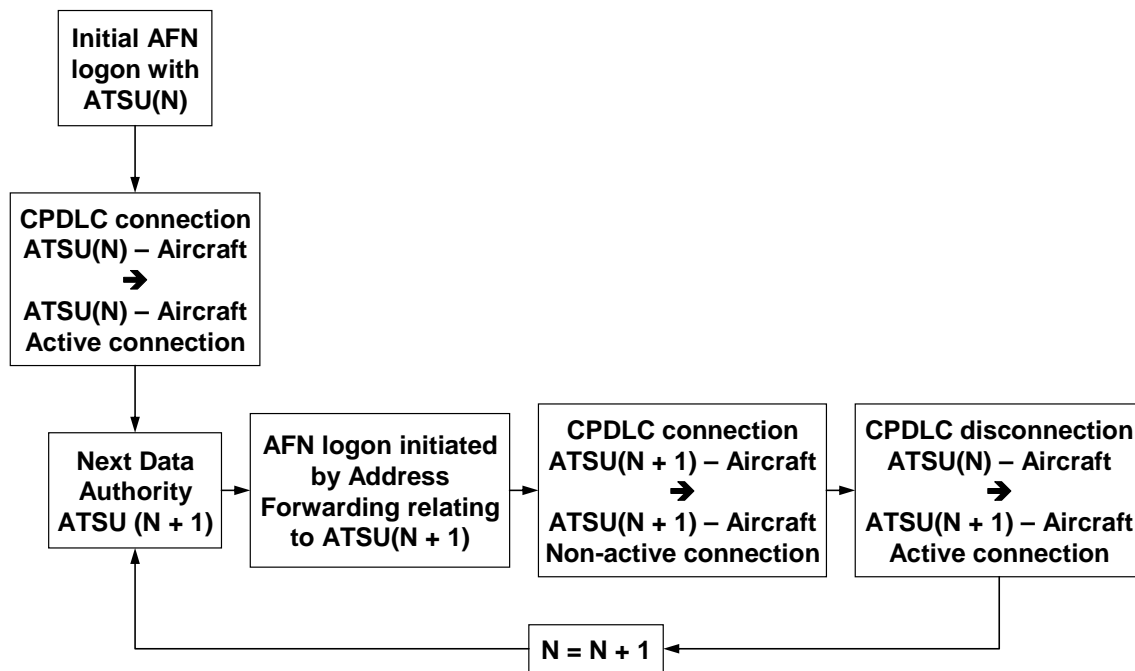 Initial AFN
logon with
ATSU(N)
CPDLC connection
ATSU(N) – Aircraft
➔
ATSU(N) – Aircraft
Active connection
Next Data
Authority
ATSU (N + 1)
AFN logon initiated
by Address
Forwarding relating
to ATSU(N + 1)
CPDLC connection
ATSU(N + 1) – Aircraft
➔
ATSU(N + 1) – Aircraft
Non-active connection
CPDLC disconnection
ATSU(N) – Aircraft
➔
ATSU(N + 1) – Aircraft
Active connection
N = N + 1